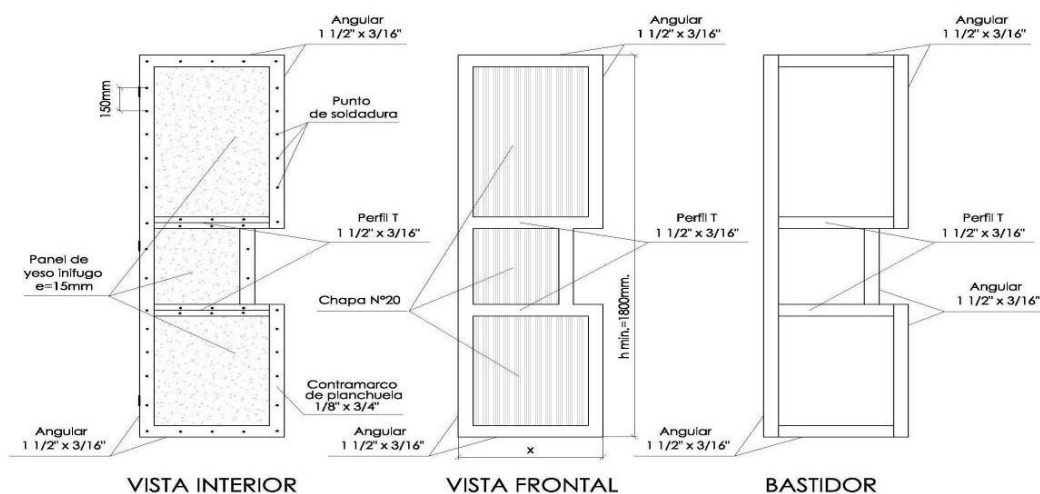 Angular
1 1/2" x 3/16"
150mm
Punto
de soldadura
Perfil T
1 1/2" x 3/16"
Panel de
yeso inifugo
e=15mm
Contramarco
de planchuela
1/8" x 3/4"
Angular
1 1/2" x 3/16"
VISTA INTERIOR
Angular
1 1/2" x 3/16"
Perfil T
1 1/2" x 3/16"
Chapa Nº20
h min.=1800mm.
Angular
1 1/2" x 3/16"
x
VISTA FRONTAL
Angular
1 1/2" x 3/16"
Perfil T
1 1/2" x 3/16"
Angular
1 1/2" x 3/16"
Angular
1 1/2" x 3/16"
BASTIDOR